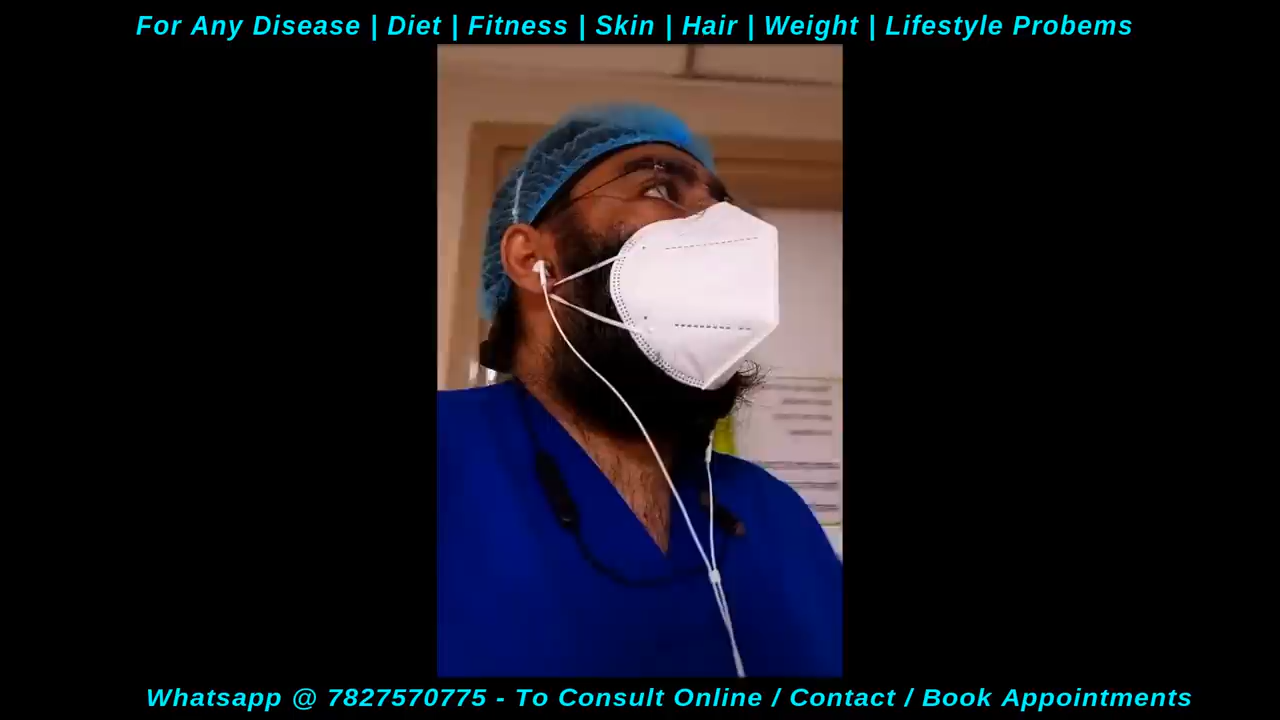 For Any Disease | Diet | Fitness | Skin | Hair | Weight | Lifestyle Probems
Whatsapp @ 7827570775 - To Consult Online / Contact / Book Appointments